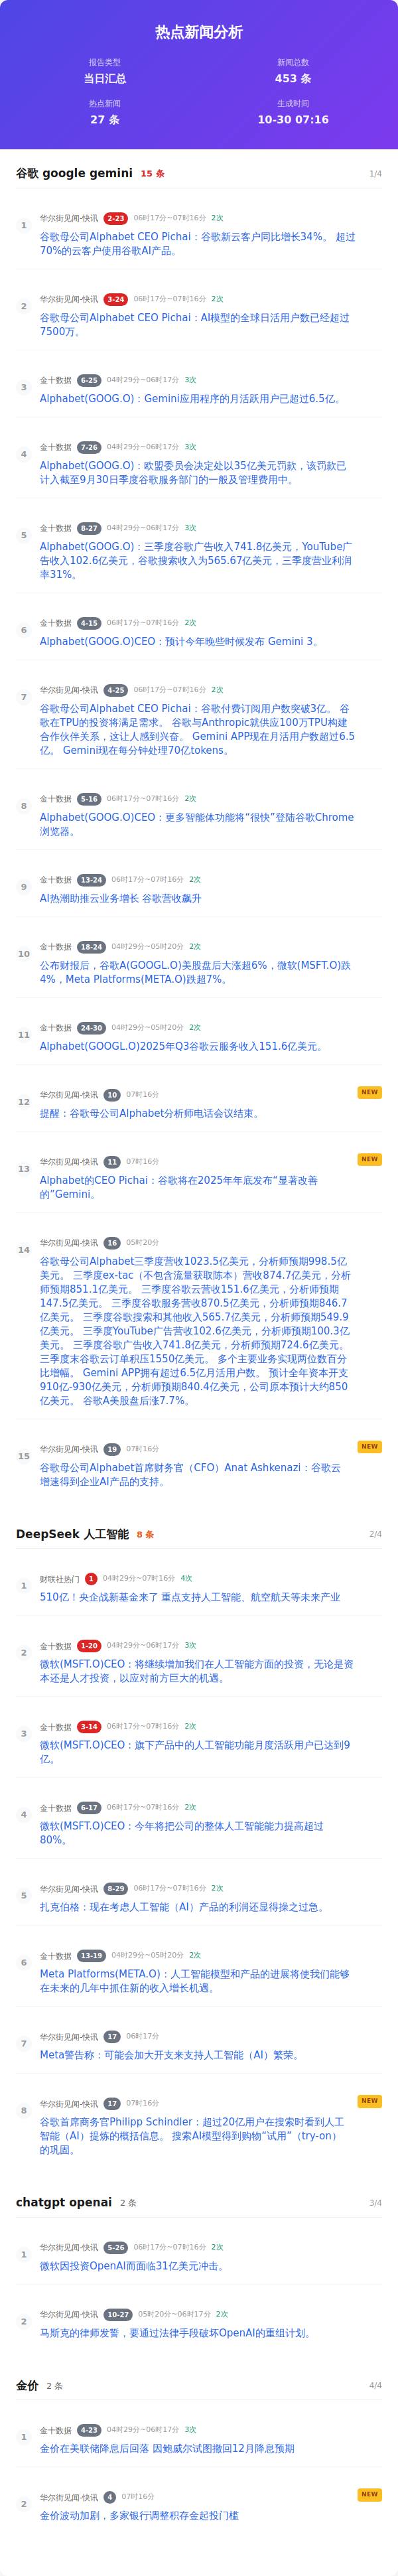 热点新闻分析
报告类型
当日汇总
新闻总数
453 条
热点新闻
27 条
生成时间
10-30 07:16
谷歌 google gemini 15 条 1/4
1
华尔街见闻-快讯 2-23 06时17分~07时16分 2次
谷歌母公司Alphabet CEO Pichai：谷歌新云客户同比增长34%。 超过
70%的云客户使用谷歌AI产品。
2
华尔街见闻-快讯 3-24 06时17分~07时16分 2次
谷歌母公司Alphabet CEO Pichai：AI模型的全球日活用户数已经超过
7500万。
3
金十数据 6-25 04时29分~06时17分 3次
Alphabet(GOOG.O)：Gemini应用程序的月活跃用户已超过6.5亿。
4
金十数据 7-26 04时29分~06时17分 3次
Alphabet(GOOG.O)：欧盟委员会决定处以35亿美元罚款，该罚款已
计入截至9月30日季度谷歌服务部门的一般及管理费用中。
5
金十数据 8-27 04时29分~06时17分 3次
Alphabet(GOOG.O)：三季度谷歌广告收入741.8亿美元，YouTube广
告收入102.6亿美元，谷歌搜索收入为565.67亿美元，三季度营业利润
率31%。
6
金十数据 4-15 06时17分~07时16分 2次
Alphabet(GOOG.O)CEO：预计今年晚些时候发布 Gemini 3。
7
华尔街见闻-快讯 4-25 06时17分~07时16分 2次
谷歌母公司Alphabet CEO Pichai：谷歌付费订阅用户数突破3亿。 谷
歌在TPU的投资将满足需求。 谷歌与Anthropic就供应100万TPU构建
合作伙伴关系，这让人感到兴奋。 Gemini APP现在月活用户数超过6.5
亿。 Gemini现在每分钟处理70亿tokens。
8
金十数据 5-16 06时17分~07时16分 2次
Alphabet(GOOG.O)CEO：更多智能体功能将“很快”登陆谷歌Chrome
浏览器。
9
金十数据 13-24 06时17分~07时16分 2次
AI热潮助推云业务增长 谷歌营收飙升
10
金十数据 18-24 04时29分~05时20分 2次
公布财报后，谷歌A(GOOGL.O)美股盘后大涨超6%，微软(MSFT.O)跌
4%，Meta Platforms(META.O)跌超7%。
11
金十数据 24-30 04时29分~05时20分 2次
Alphabet(GOOGL.O)2025年Q3谷歌云服务收入151.6亿美元。
12
华尔街见闻-快讯 10 07时16分 NEW
提醒：谷歌母公司Alphabet分析师电话会议结束。
13
华尔街见闻-快讯 11 07时16分 NEW
Alphabet的CEO Pichai：谷歌将在2025年年底发布“显著改善
的”Gemini。
14
华尔街见闻-快讯 16 05时20分
谷歌母公司Alphabet三季度营收1023.5亿美元，分析师预期998.5亿
美元。 三季度ex-tac（不包含流量获取陈本）营收874.7亿美元，分析
师预期851.1亿美元。 三季度谷歌云营收151.6亿美元，分析师预期
147.5亿美元。 三季度谷歌服务营收870.5亿美元，分析师预期846.7
亿美元。 三季度谷歌搜索和其他收入565.7亿美元，分析师预期549.9
亿美元。 三季度YouTube广告营收102.6亿美元，分析师预期100.3亿
美元。 三季度谷歌广告收入741.8亿美元，分析师预期724.6亿美元。
三季度末谷歌云订单积压1550亿美元。 多个主要业务实现两位数百分
比增幅。 Gemini APP拥有超过6.5亿月活用户数。 预计全年资本开支
910亿-930亿美元，分析师预期840.4亿美元，公司原本预计大约850
亿美元。 谷歌A美股盘后涨7.7%。
15
华尔街见闻-快讯 19 07时16分 NEW
谷歌母公司Alphabet首席财务官（CFO）Anat Ashkenazi：谷歌云
增速得到企业AI产品的支持。
DeepSeek 人工智能 8 条 2/4
1
财联社热门 1 04时29分~07时16分 4次
510亿！央企战新基金来了 重点支持人工智能、航空航天等未来产业
2
金十数据 1-20 04时29分~06时17分 3次
微软(MSFT.O)CEO：将继续增加我们在人工智能方面的投资，无论是资
本还是人才投资，以应对前方巨大的机遇。
3
金十数据 3-14 06时17分~07时16分 2次
微软(MSFT.O)CEO：旗下产品中的人工智能功能月度活跃用户已达到9
亿。
4
金十数据 6-17 06时17分~07时16分 2次
微软(MSFT.O)CEO：今年将把公司的整体人工智能能力提高超过
80%。
5
华尔街见闻-快讯 8-29 06时17分~07时16分 2次
扎克伯格：现在考虑人工智能（AI）产品的利润还显得操之过急。
6
金十数据 13-19 04时29分~05时20分 2次
Meta Platforms(META.O)：人工智能模型和产品的进展将使我们能够
在未来的几年中抓住新的收入增长机遇。
7
华尔街见闻-快讯 17 06时17分
Meta警告称：可能会加大开支来支持人工智能（AI）繁荣。
8
华尔街见闻-快讯 17 07时16分 NEW
谷歌首席商务官Philipp Schindler：超过20亿用户在搜索时看到人工
智能（AI）提炼的概括信息。 搜索AI模型得到购物“试用”（try-on）
的巩固。
chatgpt openai 2 条 3/4
1
华尔街见闻-快讯 5-26 06时17分~07时16分 2次
微软因投资OpenAI而面临31亿美元冲击。
2
华尔街见闻-快讯 10-27 05时20分~06时17分 2次
马斯克的律师发誓，要通过法律手段破坏OpenAI的重组计划。
金价 2 条 4/4
1
金十数据 4-23 04时29分~06时17分 3次
金价在美联储降息后回落 因鲍威尔试图撤回12月降息预期
2
华尔街见闻-快讯 4 07时16分 NEW
金价波动加剧，多家银行调整积存金起投门槛